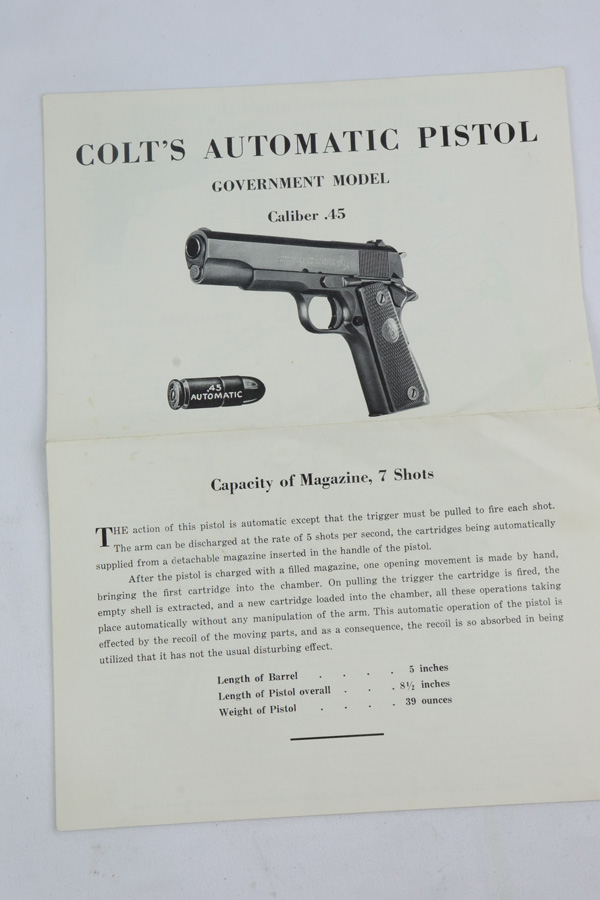 COLT'S AUTOMATIC PISTOL
GOVERNMENT MODEL
Caliber .45
.45
AUTOMATIC
Capacity of Magazine, 7 Shots
THE action of this pistol is automatic except that the trigger must be pulled to fire each shot.
The arm can be discharged at the rate of 5 shots per second, the cartridges being automatically
supplied from a detachable magazine inserted in the handle of the pistol.
After the pistol is charged with a filled magazine, one opening movement is made by hand,
bringing the first cartridge into the chamber. On pulling the trigger the cartridge is fired, the
empty shell is extracted, and a new cartridge loaded into the chamber, all these operations taking
place automatically without any manipulation of the arm. This automatic operation of the pistol is
effected by the recoil of the moving parts, and as a consequence, the recoil is so absorbed in being
utilized that it has not the usual disturbing effect.
Length of Barrel . . . . 5 inches
Length of Pistol overall . . . 8½ inches
Weight of Pistol . . . . 39 ounces